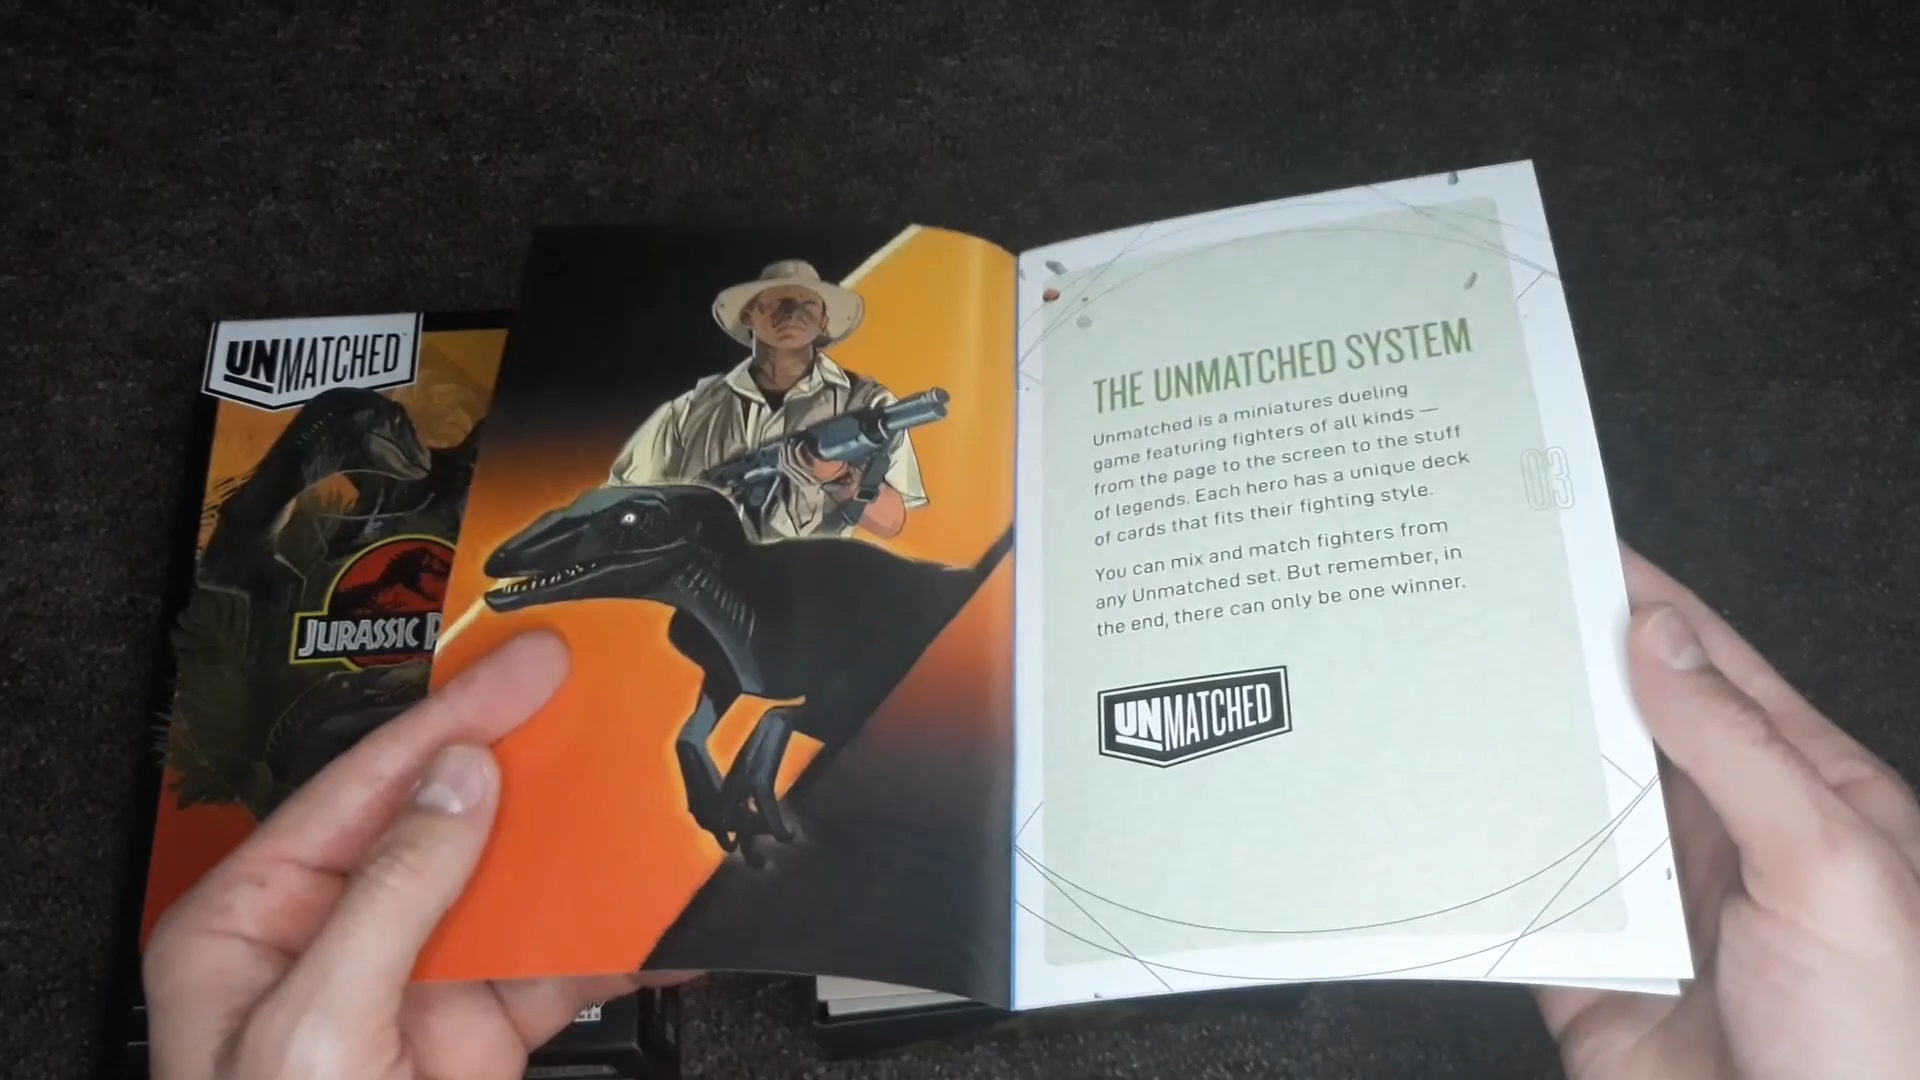 UNMATCHED
JURASSIC
THE UNMATCHED SYSTEM
Unmatched is a miniatures dueling
game featuring fighters of all kinds —
from the page to the screen to the stuff
of legends. Each hero has a unique deck
of cards that fits their fighting style.
You can mix and match fighters from
any Unmatched set. But remember, in
the end, there can only be one winner.
UNMATCHED
03